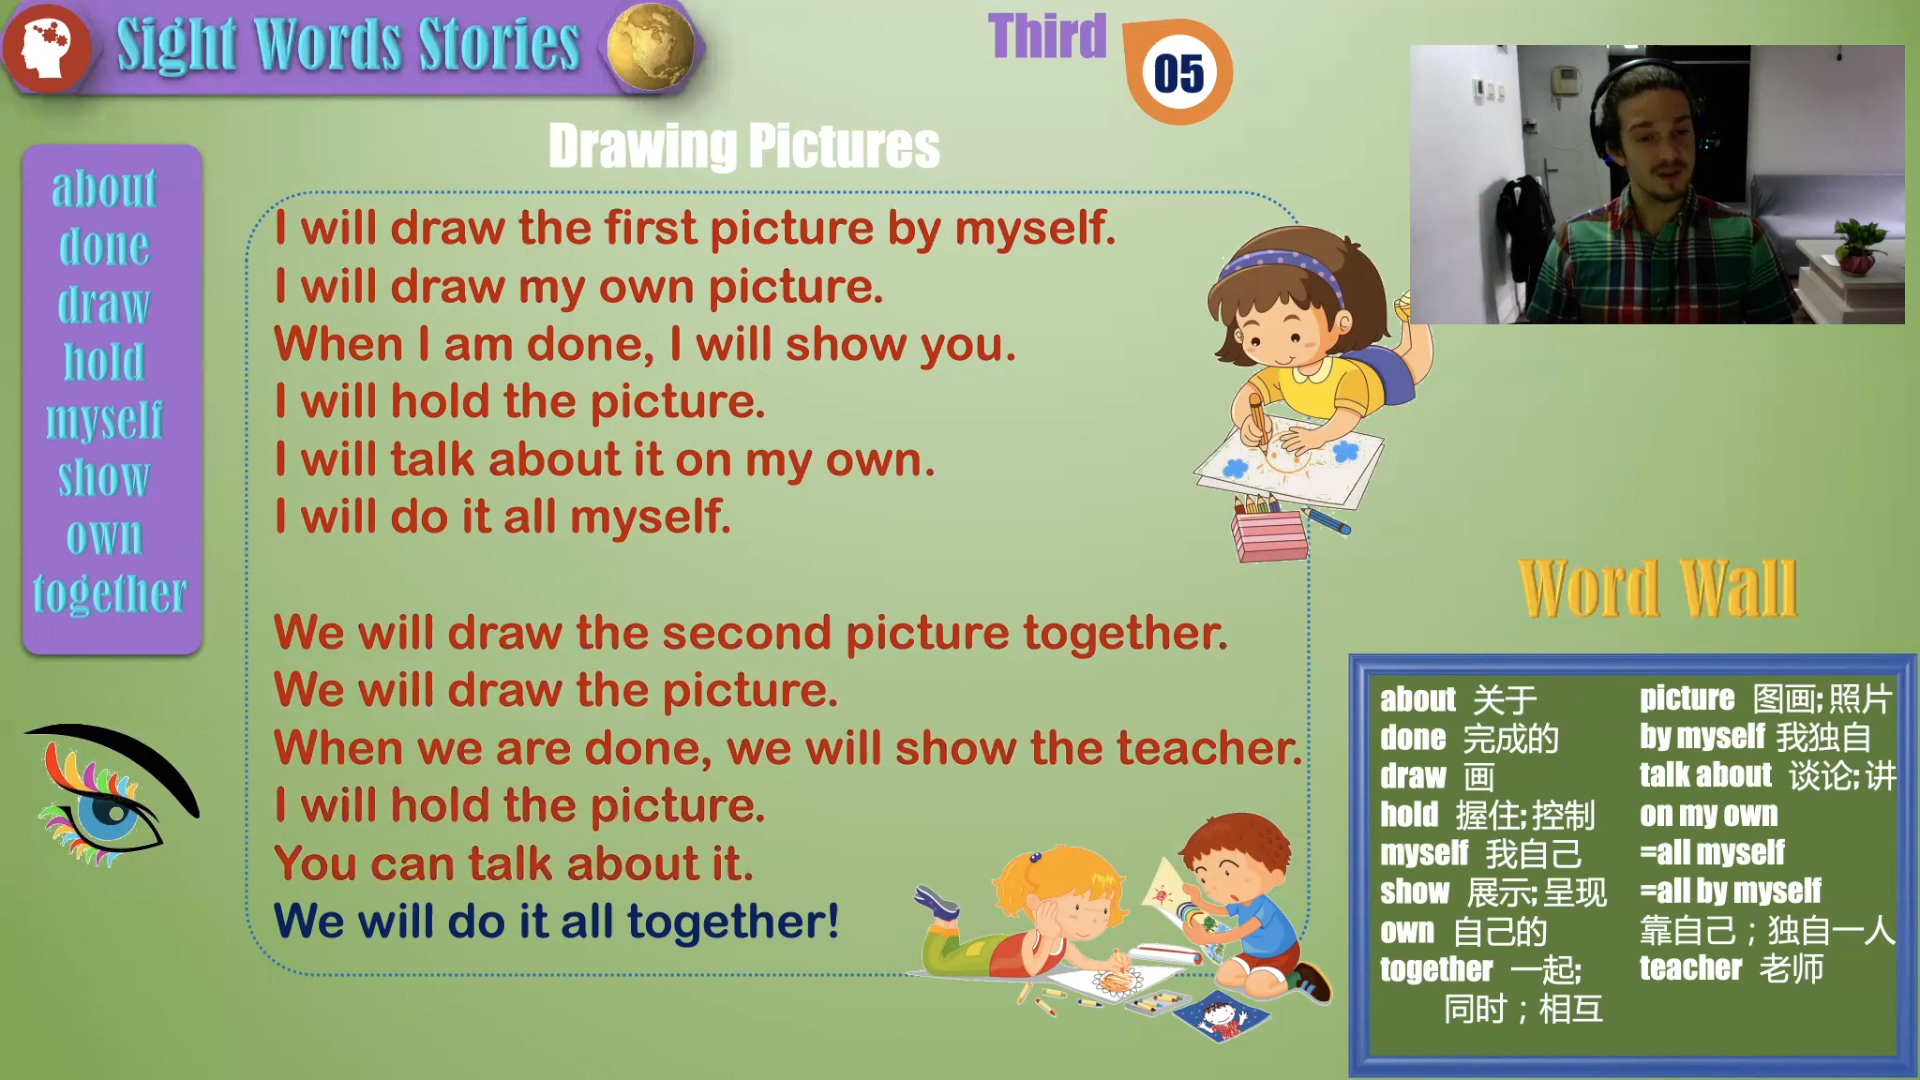 Sight Words Stories
Third
05
Drawing Pictures
about
done
draw
hold
myself
show
own
together
I will draw the first picture by myself.
I will draw my own picture.
When I am done, I will show you.
I will hold the picture.
I will talk about it on my own.
I will do it all myself.
We will draw the second picture together.
We will draw the picture.
When we are done, we will show the teacher.
I will hold the picture.
You can talk about it.
We will do it all together!
Word Wall
about 关于
done 完成的
draw 画
hold 握住; 控制
myself 我自己
show 展示; 呈现
own 自己的
together 一起;
同时；相互
picture 图画; 照片
by myself 我独自
talk about 谈论; 讲
on my own
=all myself
=all by myself
靠自己；独自一人
teacher 老师